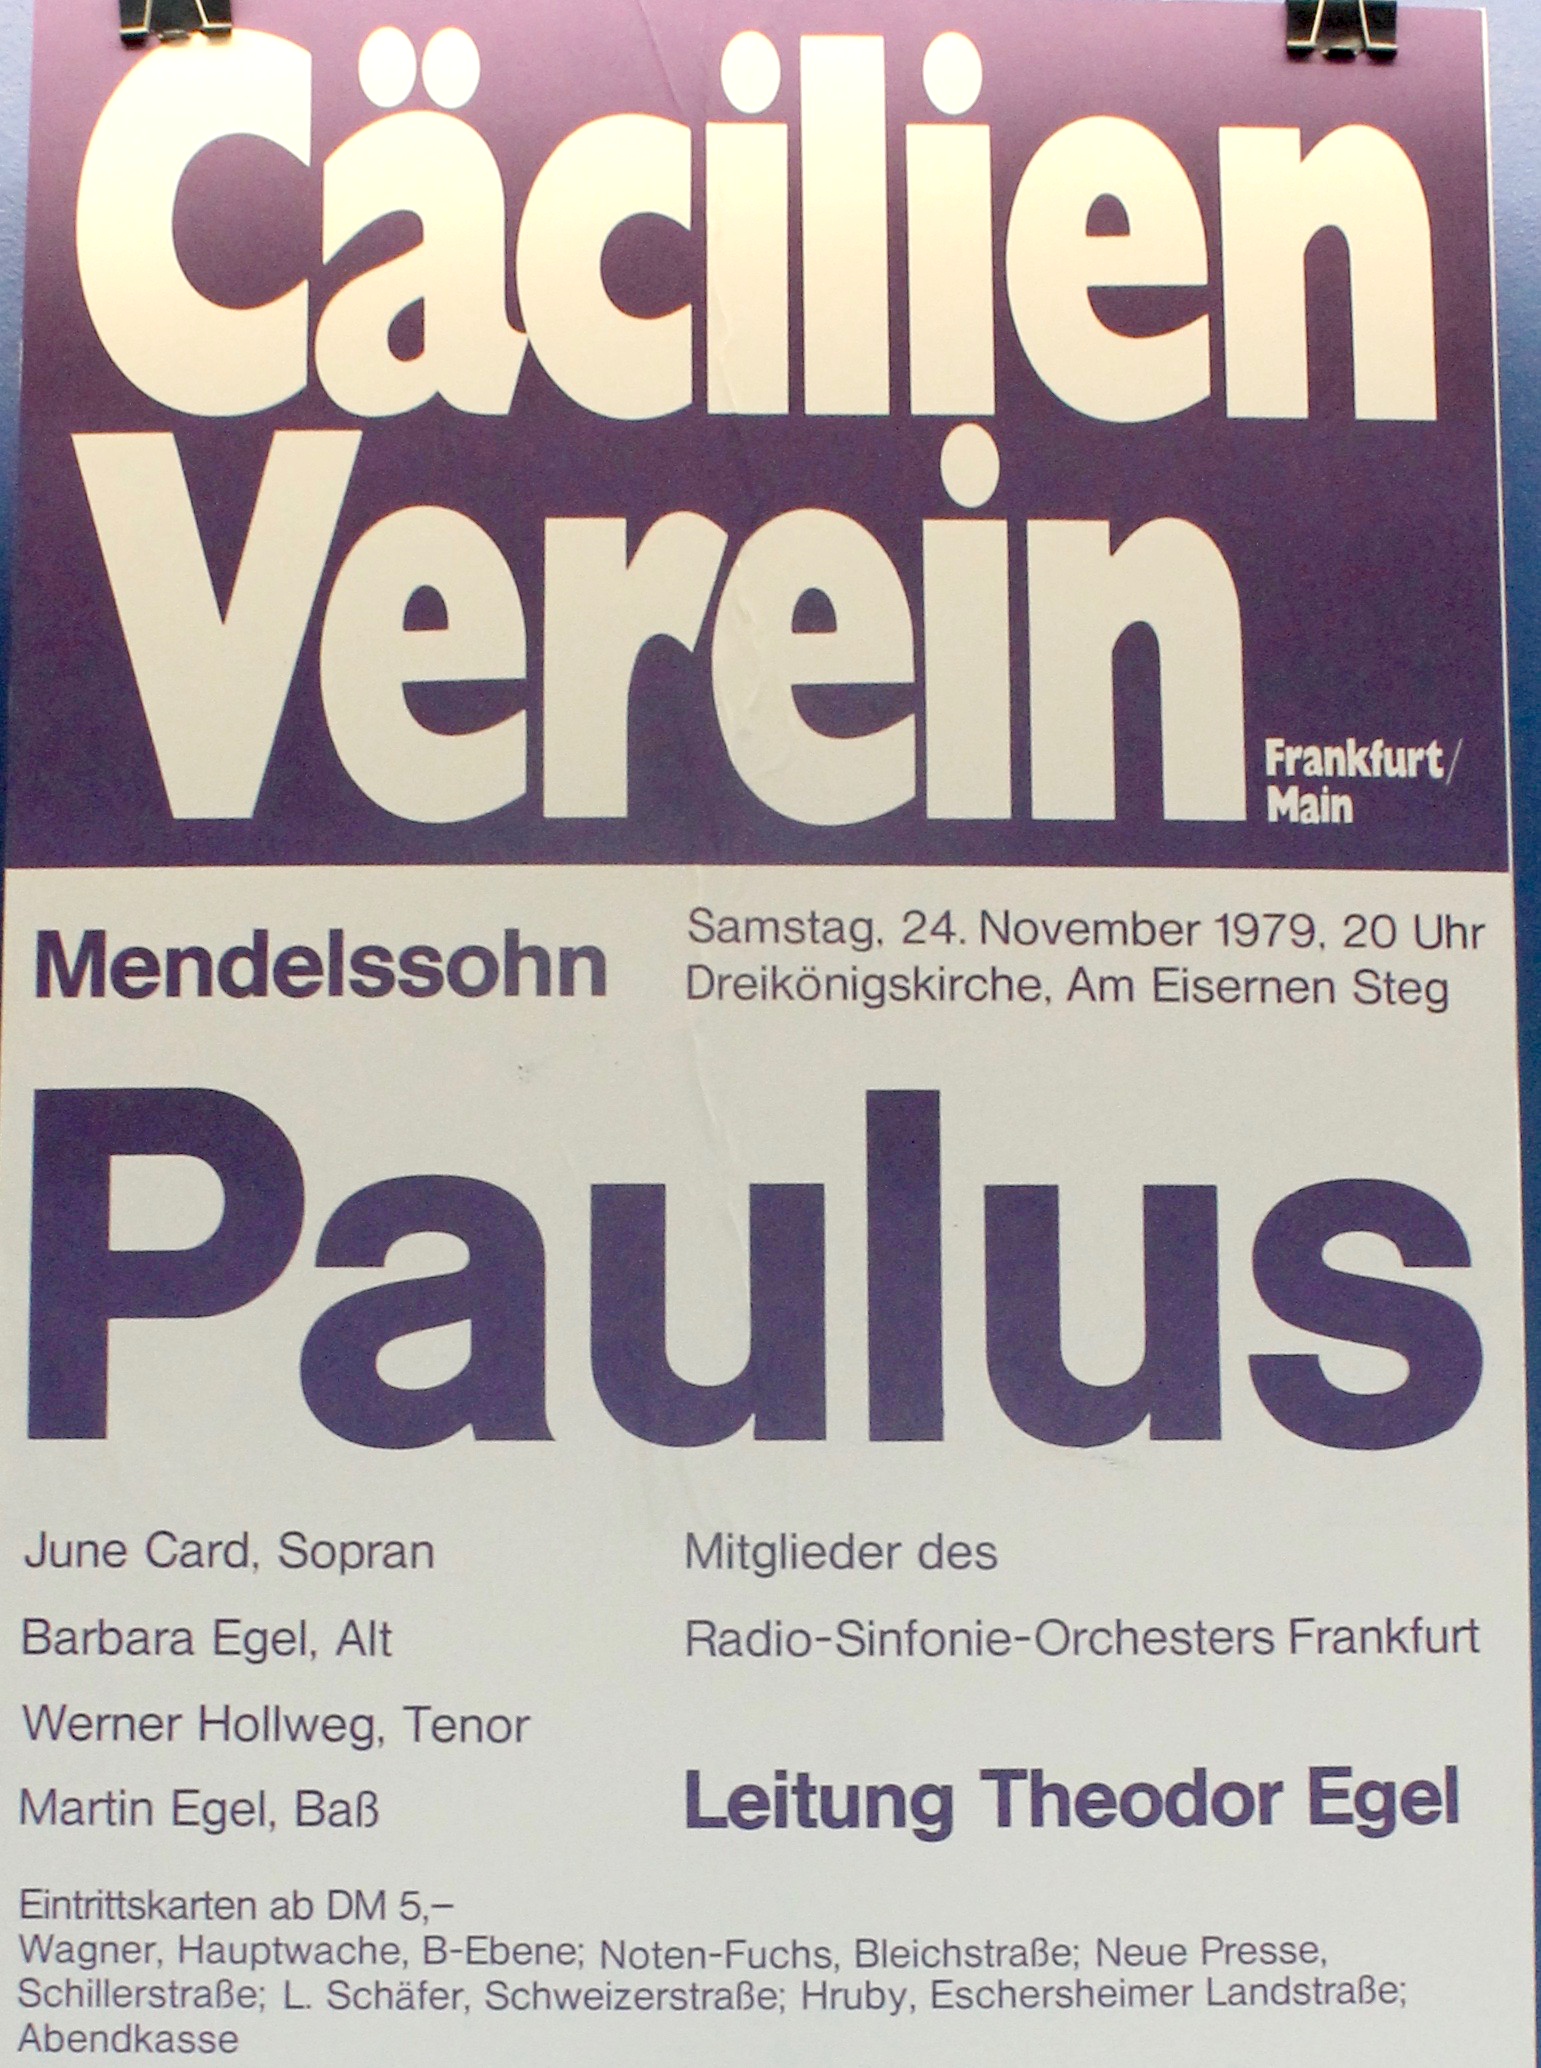 Cäcilien
Verein
Frankfurt/
Main
Mendelssohn
Samstag, 24. November 1979, 20 Uhr
Dreikönigskirche, Am Eisernen Steg
Paulus
June Card, Sopran
Barbara Egel, Alt
Werner Hollweg, Tenor
Martin Egel, Baß
Mitglieder des
Radio-Sinfonie-Orchesters Frankfurt
Leitung Theodor Egel
Eintrittskarten ab DM 5,–
Wagner, Hauptwache, B-Ebene; Noten-Fuchs, Bleichstraße; Neue Presse,
Schillerstraße; L. Schäfer, Schweizerstraße; Hruby, Eschersheimer Landstraße;
Abendkasse